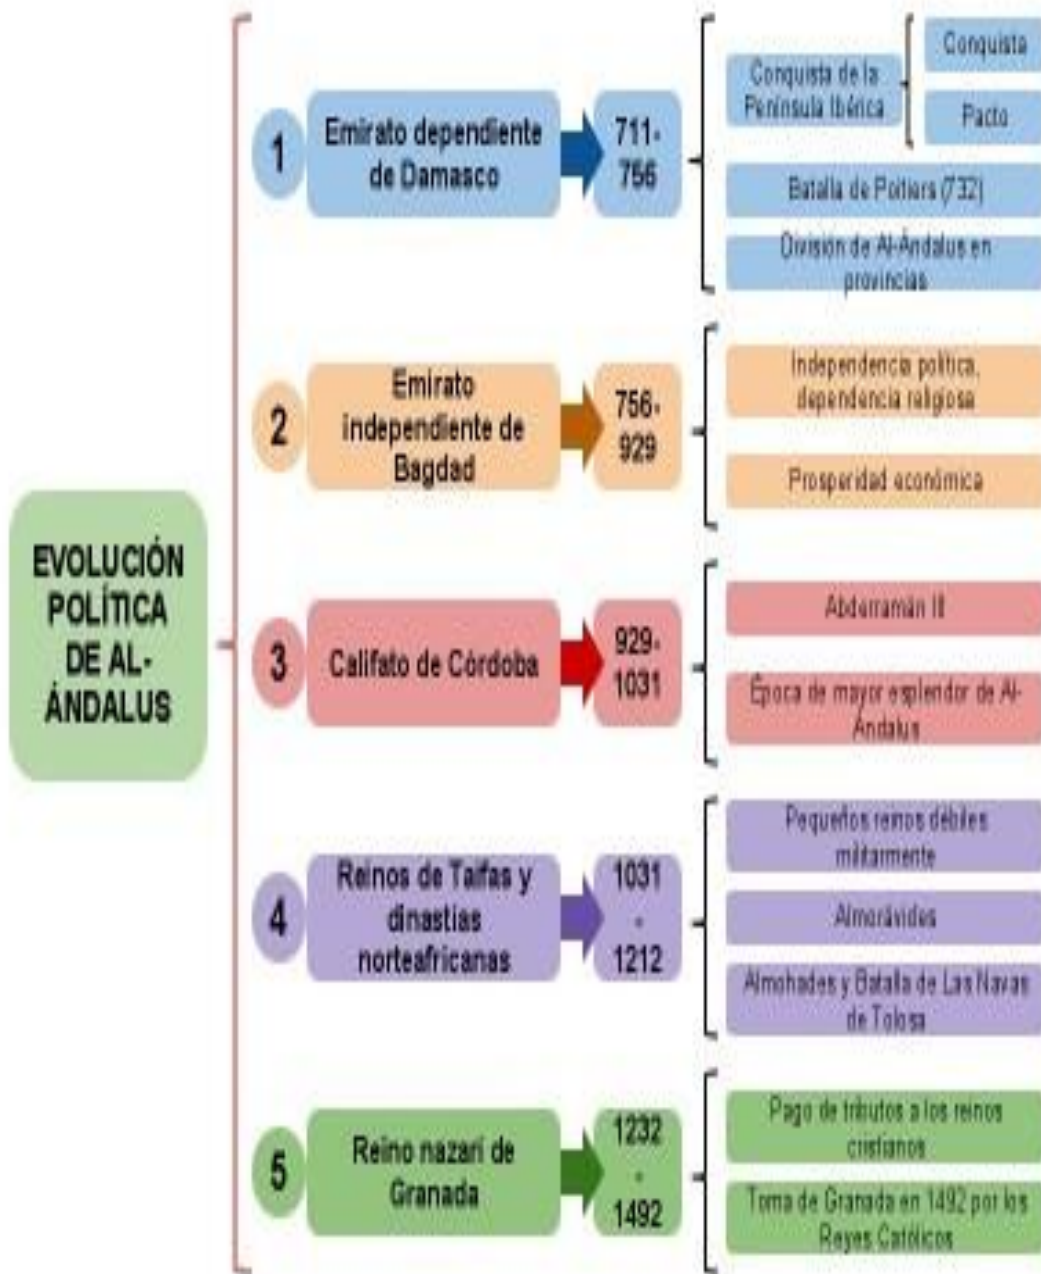 EVOLUCIÓN
POLÍTICA
DE AL-
ÁNDALUS
1
Emirato dependiente
de Damasco
711-
756
Conquista de la
Península Ibérica
Conquista
Pacto
Batalla de Poitiers (732)
División de Al-Ándalus en
provincias
2
Emirato
independiente de
Bagdad
756-
929
Independencia política,
dependencia religiosa
Prosperidad económica
3
Califato de Córdoba
929-
1031
Abderramán III
Época de mayor esplendor de Al-
Ándalus
4
Reinos de Taifas y
dinastías
norteafricanas
1031
-
1212
Pequeños reinos débiles
militarmente
Almorávides
Almohades y Batalla de Las Navas
de Tolosa
5
Reino nazarí de
Granada
1232
-
1492
Pago de tributos a los reinos
cristianos
Toma de Granada en 1492 por los
Reyes Católicos